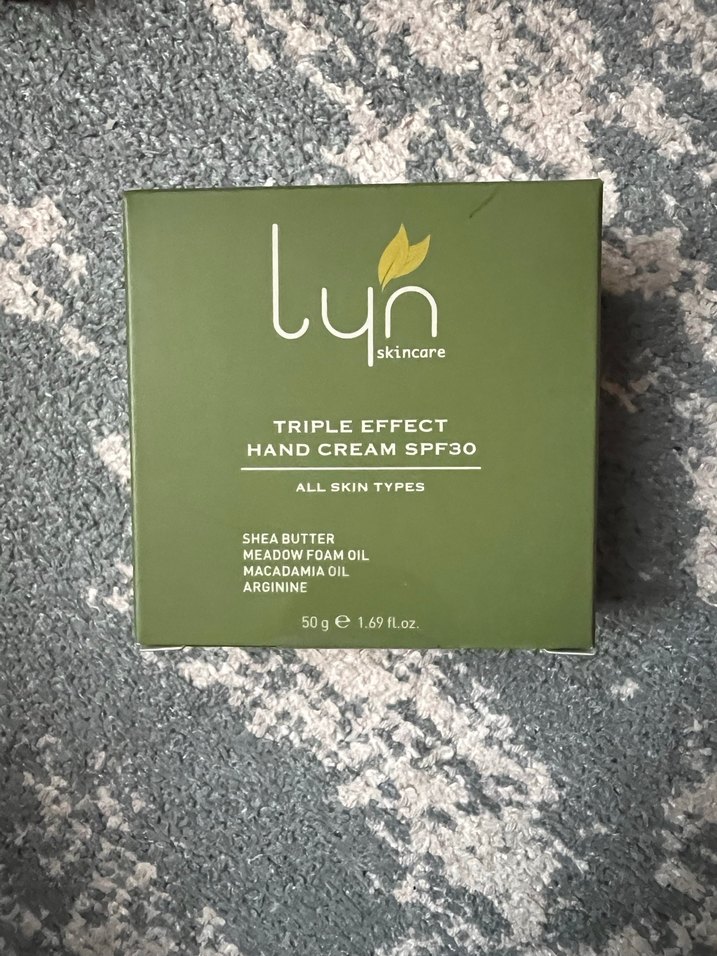 lyn
skincare
TRIPLE EFFECT
HAND CREAM SPF30
ALL SKIN TYPES
SHEA BUTTER
MEADOW FOAM OIL
MACADAMIA OIL
ARGININE
50 g ℮ 1.69 fl.oz.